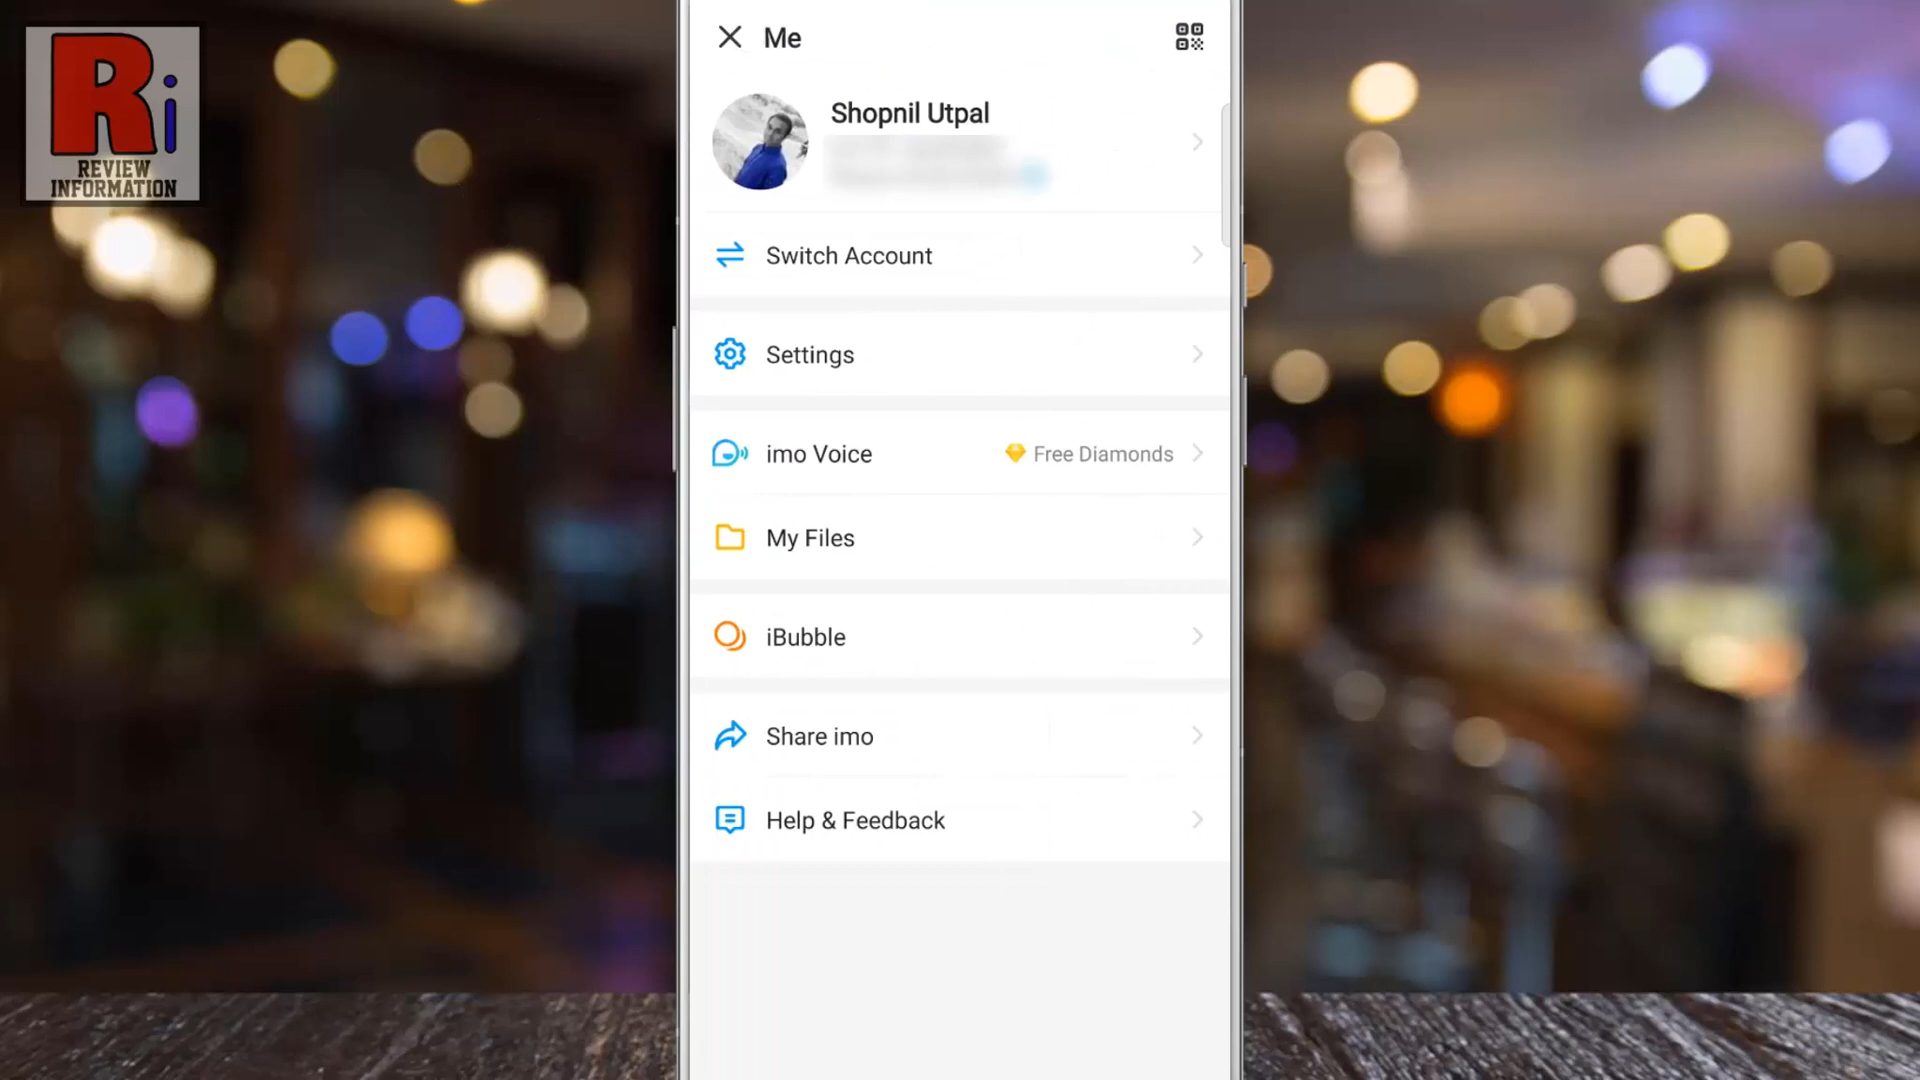 Ri
REVIEW
INFORMATION
Me
Shopnil Utpal
Switch Account
Settings
imo Voice
Free Diamonds
My Files
iBubble
Share imo
Help & Feedback